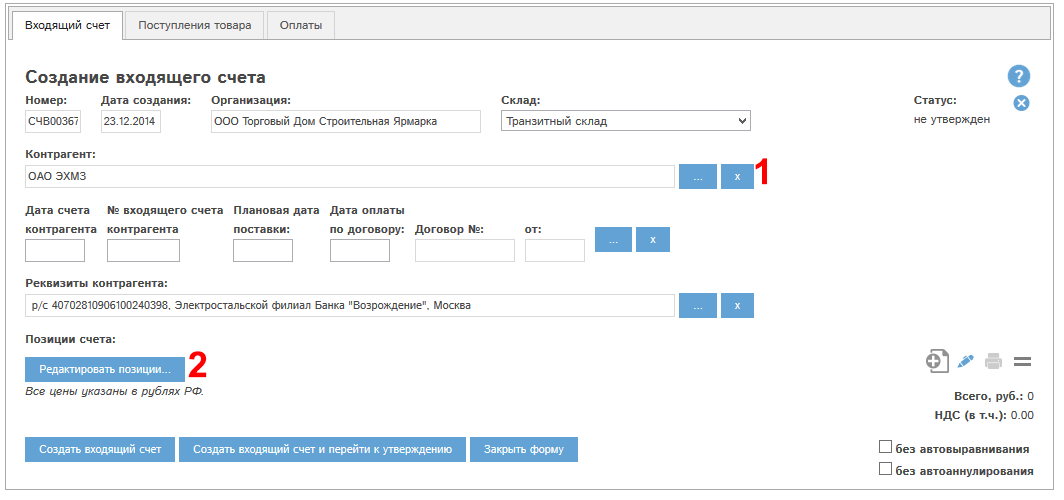 Входящий счет Поступления товара Оплаты
Создание входящего счета ?
Номер: Дата создания: Организация: Склад: Статус:
СЧВ00367 23.12.2014 ООО Торговый Дом Строительная Ярмарка Транзитный склад не утвержден
Контрагент:
ОАО ЭХМЗ ... x 1
Дата счета № входящего счета Плановая дата Дата оплаты
контрагента контрагента поставки: по договору: Договор №: от:
... x
Реквизиты контрагента:
р/с 40702810906100240398, Электростальской филиал Банка "Возрождение", Москва ... x
Позиции счета:
Редактировать позиции... 2
Все цены указаны в рублях РФ.
Всего, руб.: 0
НДС (в т.ч.): 0.00
Создать входящий счет Создать входящий счет и перейти к утверждению Закрыть форму без автовыравнивания
без автоаннулирования